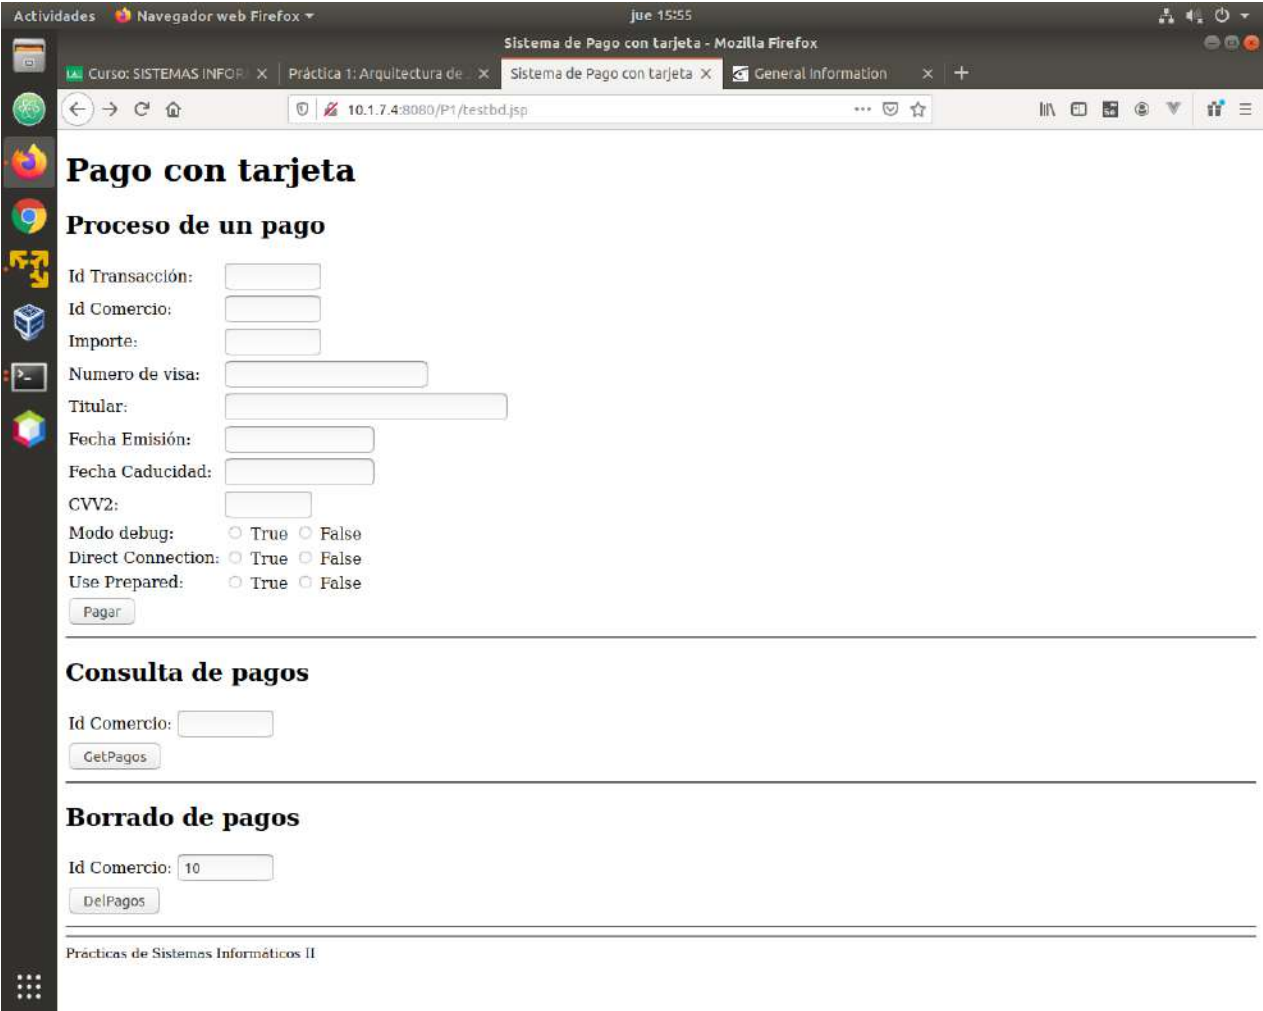 Actividades Navegador web Firefox jue 15:55
Sistema de Pago con tarjeta - Mozilla Firefox
Curso: SISTEMAS INFOR Práctica 1: Arquitectura de Sistema de Pago con tarjeta General Information
10.1.7.4:8080/P1/testbd.jsp
Pago con tarjeta
Proceso de un pago
Id Transacción:
Id Comercio:
Importe:
Numero de visa:
Titular:
Fecha Emisión:
Fecha Caducidad:
CVV2:
Modo debug: True False
Direct Connection: True False
Use Prepared: True False
Pagar
Consulta de pagos
Id Comercio:
GetPagos
Borrado de pagos
Id Comercio: 10
DelPagos
Prácticas de Sistemas Informáticos II